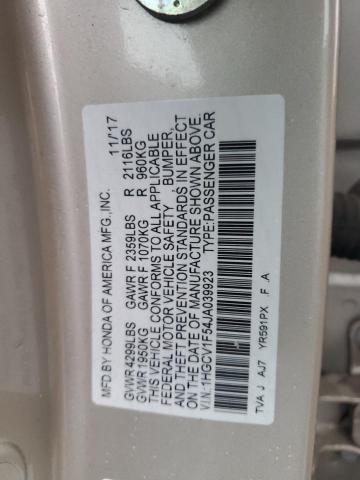 MFD BY HONDA OF AMERICA MFG.,INC. 11/17
GVWR 4299LBS GAWR F 2359LBS R 2116LBS
GVWR 1950KG GAWR F 1070KG R 960KG
THIS VEHICLE CONFORMS TO ALL APPLICABLE
FEDERAL MOTOR VEHICLE SAFETY, BUMPER,
AND THEFT PREVENTION STANDARDS IN EFFECT
ON THE DATE OF MANUFACTURE SHOWN ABOVE.
V.I.N:1HGCV1F54JA039923 TYPE:PASSENGER CAR
TVA J AJ7 YR591PX F A